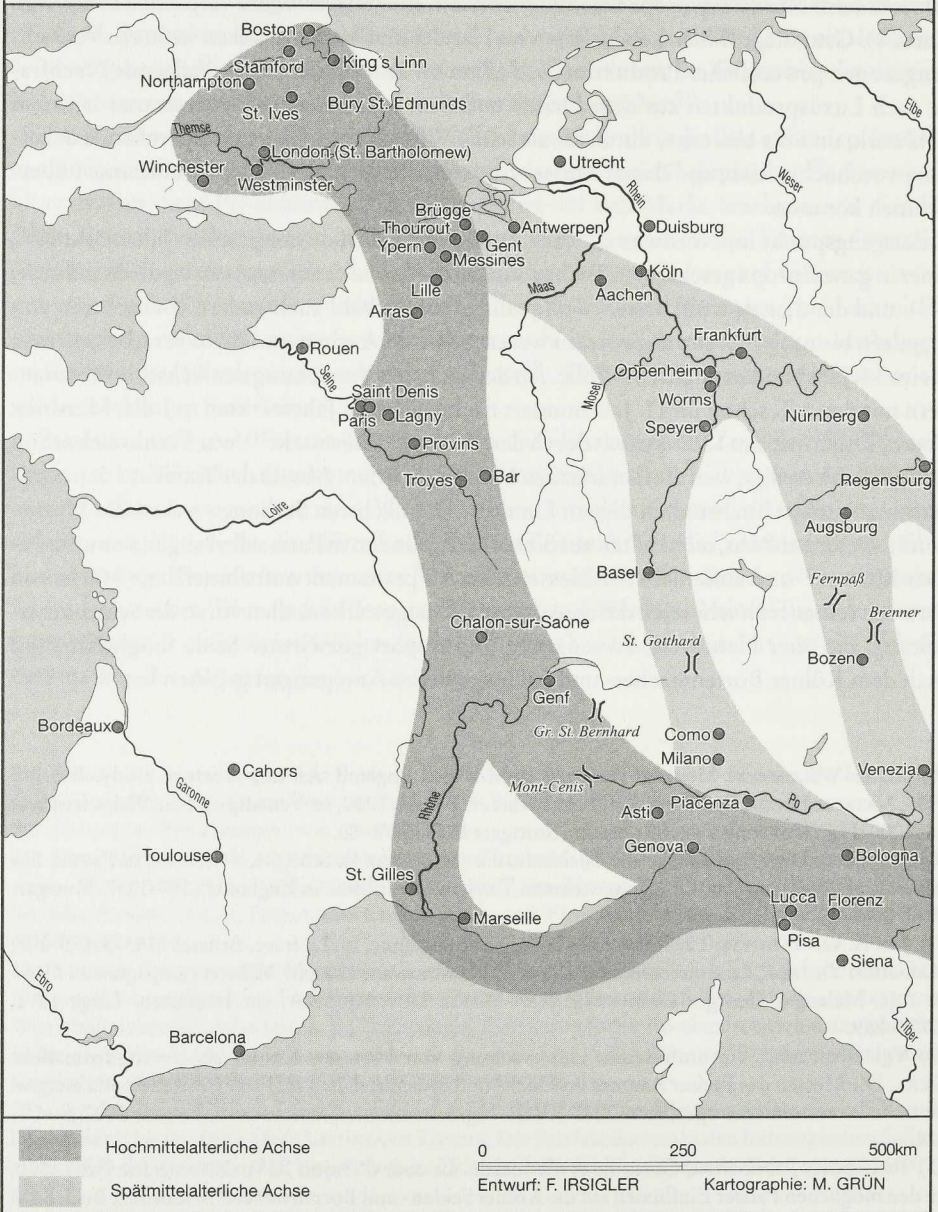 Boston
Stamford
King's Linn
Northampton
St. Ives
Bury St. Edmunds
Themse
London (St. Bartholomew)
Winchester
Westminster
Utrecht
Rhein
Weser
Elbe
Brügge
Thourout
Antwerpen
Duisburg
Ypern
Gent
Messines
Köln
Lille
Maas
Aachen
Arras
Rouen
Frankfurt
Seine
Oppenheim
Saint Denis
Mosel
Worms
Paris
Lagny
Speyer
Nürnberg
Provins
Troyes
Bar
Regensburg
Loire
Augsburg
Basel
Fernpaß
Brenner
Chalon-sur-Saône
St. Gotthard
Bozen
Genf
Gr. St. Bernhard
Bordeaux
Como
Cahors
Milano
Venezia
Garonne
Mont-Cenis
Rhône
Asti
Piacenza
Po
Toulouse
Genova
Bologna
St. Gilles
Lucca
Florenz
Marseille
Pisa
Siena
Ebro
Barcelona
Tiber
Hochmittelalterliche Achse
Spätmittelalterliche Achse
0 250 500km
Entwurf: F. IRSIGLER Kartographie: M. GRÜN